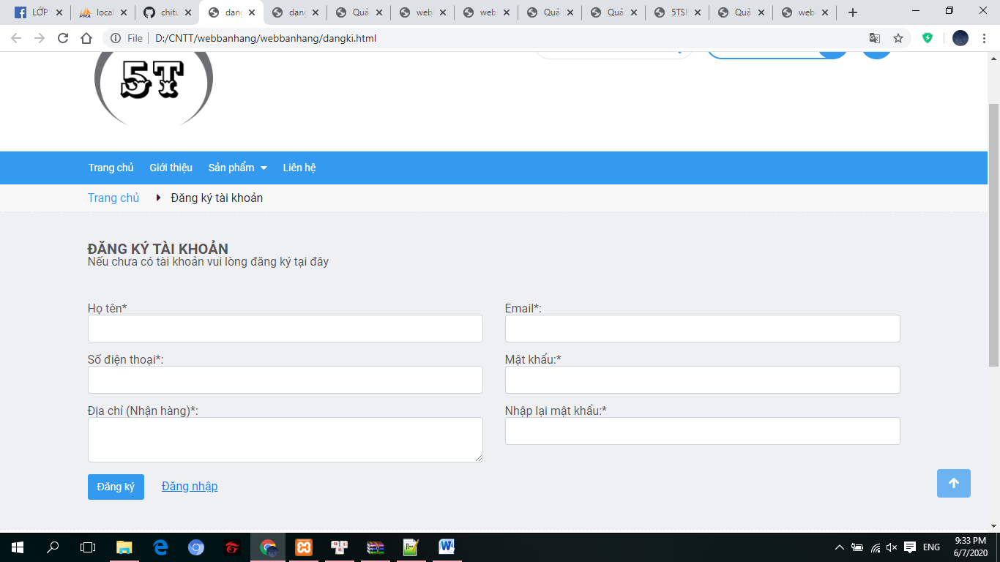 LỚP
local
chitu
dang
dang
Quả
webl
web
Quả
Quả
5TSH
Quả
web
File
D:/CNTT/webbanhang/webbanhang/dangki.html
5T
Trang chủ Giới thiệu Sản phẩm Liên hệ
Trang chủ Đăng ký tài khoản
ĐĂNG KÝ TÀI KHOẢN
Nếu chưa có tài khoản vui lòng đăng ký tại đây
Họ tên*
Email*:
Số điện thoại*:
Mật khẩu:*
Địa chỉ (Nhận hàng)*:
Nhập lại mật khẩu:*
Đăng ký Đăng nhập
ENG
9:33 PM
6/7/2020